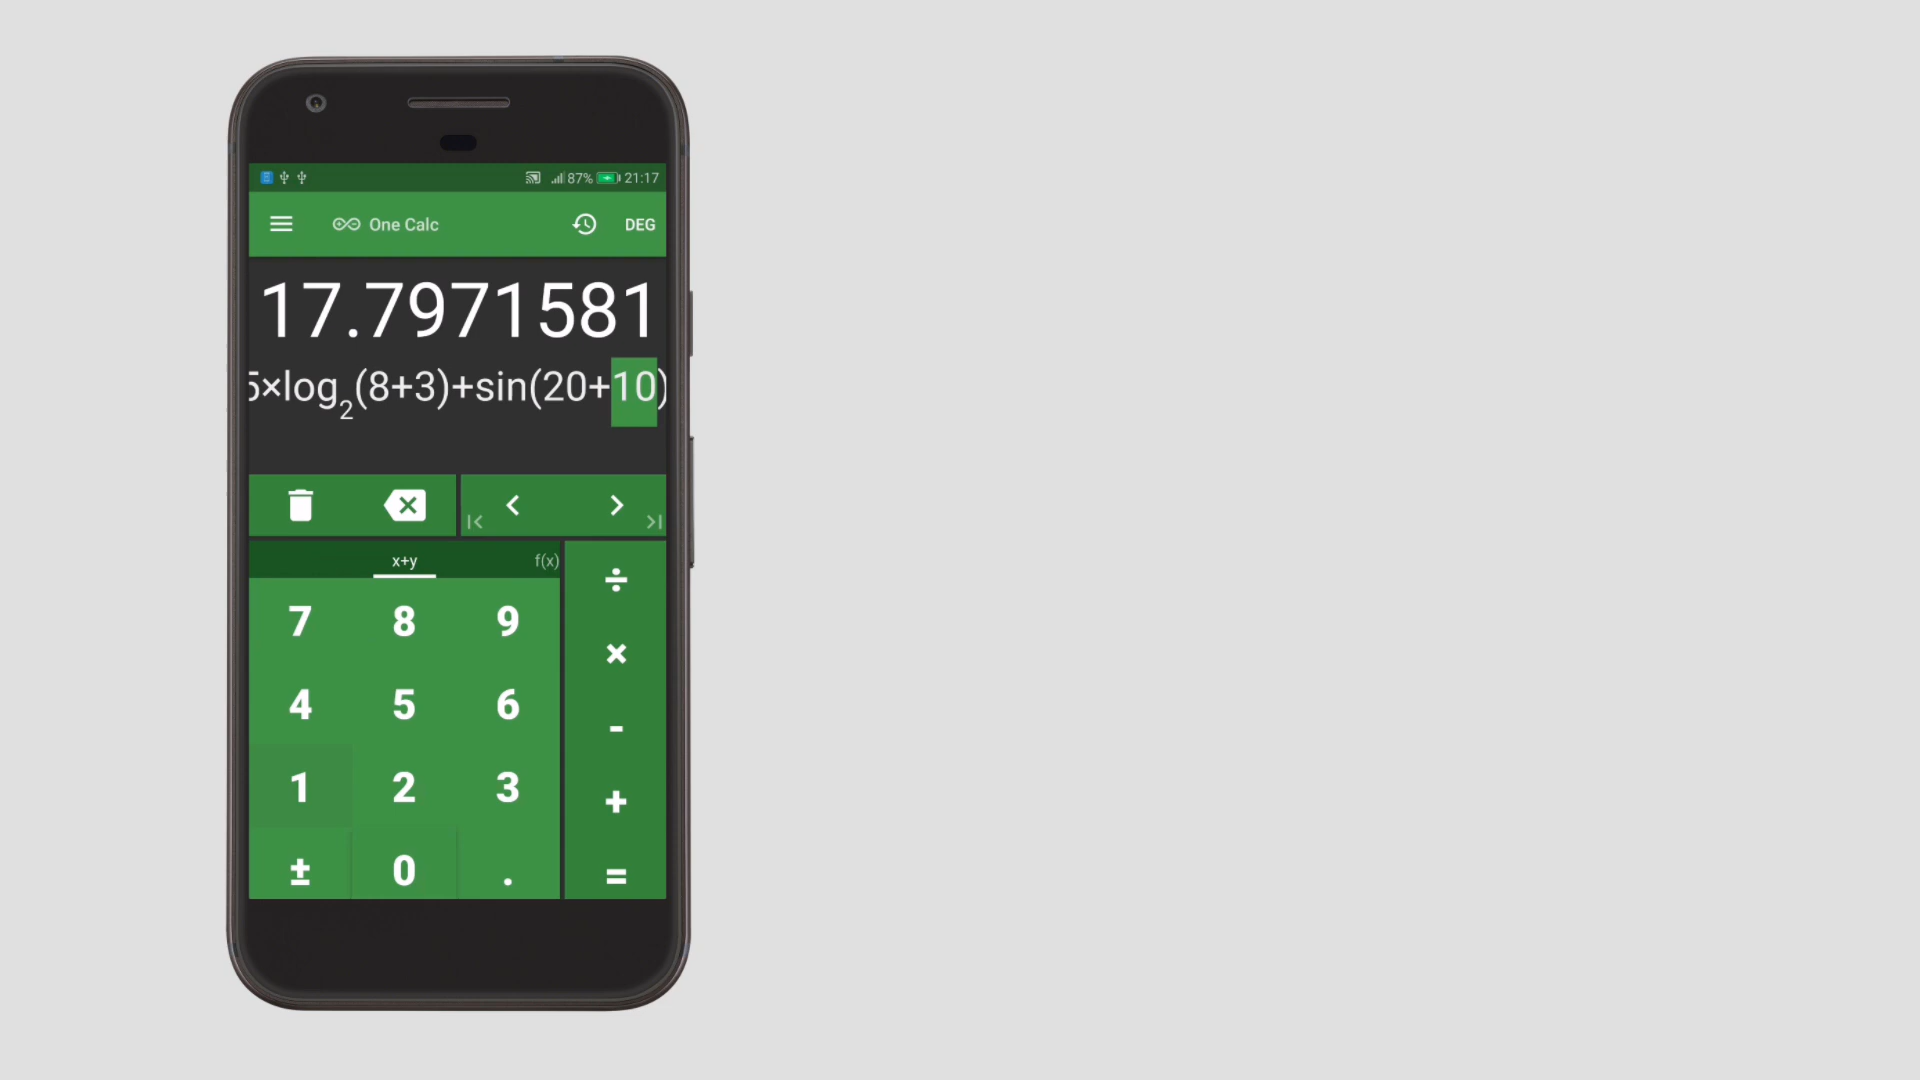 87% 21:17
One Calc DEG
17.7971581
5×log₂(8+3)+sin(20+10)
x+y f(x)
7 8 9 ÷
4 5 6 ×
1 2 3 -
± 0 . + =